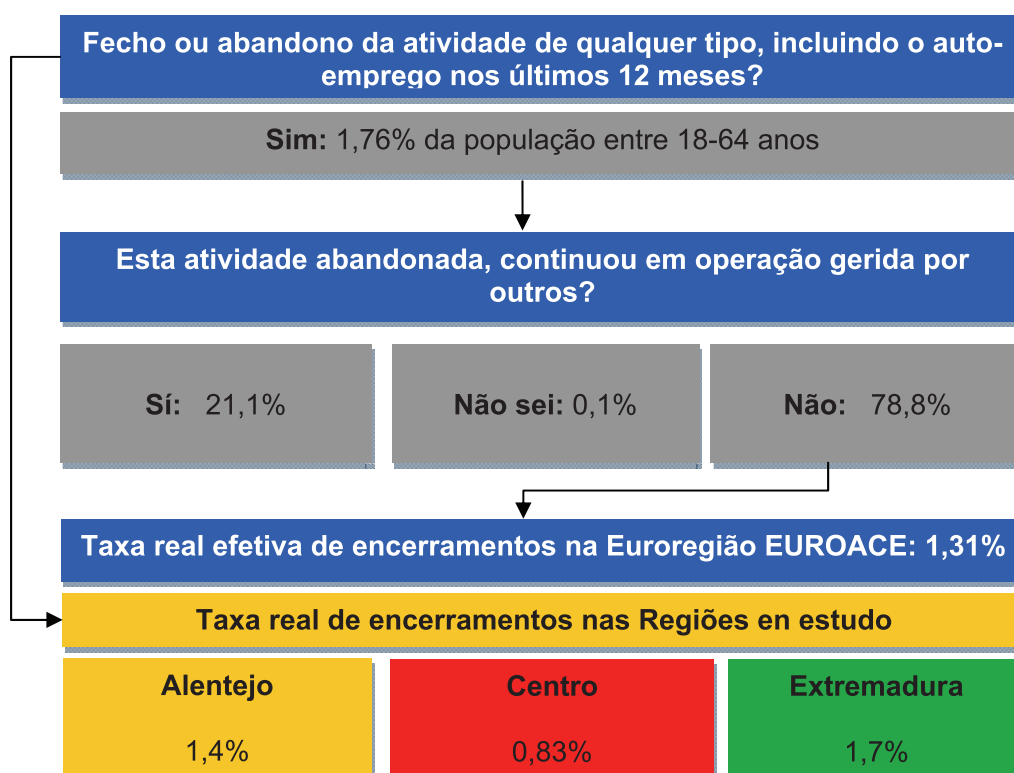 Fecho ou abandono da atividade de qualquer tipo, incluindo o auto-
emprego nos últimos 12 meses?
Sim: 1,76% da população entre 18-64 anos
Esta atividade abandonada, continuou em operação gerida por
outros?
Sí: 21,1%
Não sei: 0,1%
Não: 78,8%
Taxa real efetiva de encerramentos na Euroregião EUROACE: 1,31%
Taxa real de encerramentos nas Regiões en estudo
Alentejo
1,4%
Centro
0,83%
Extremadura
1,7%